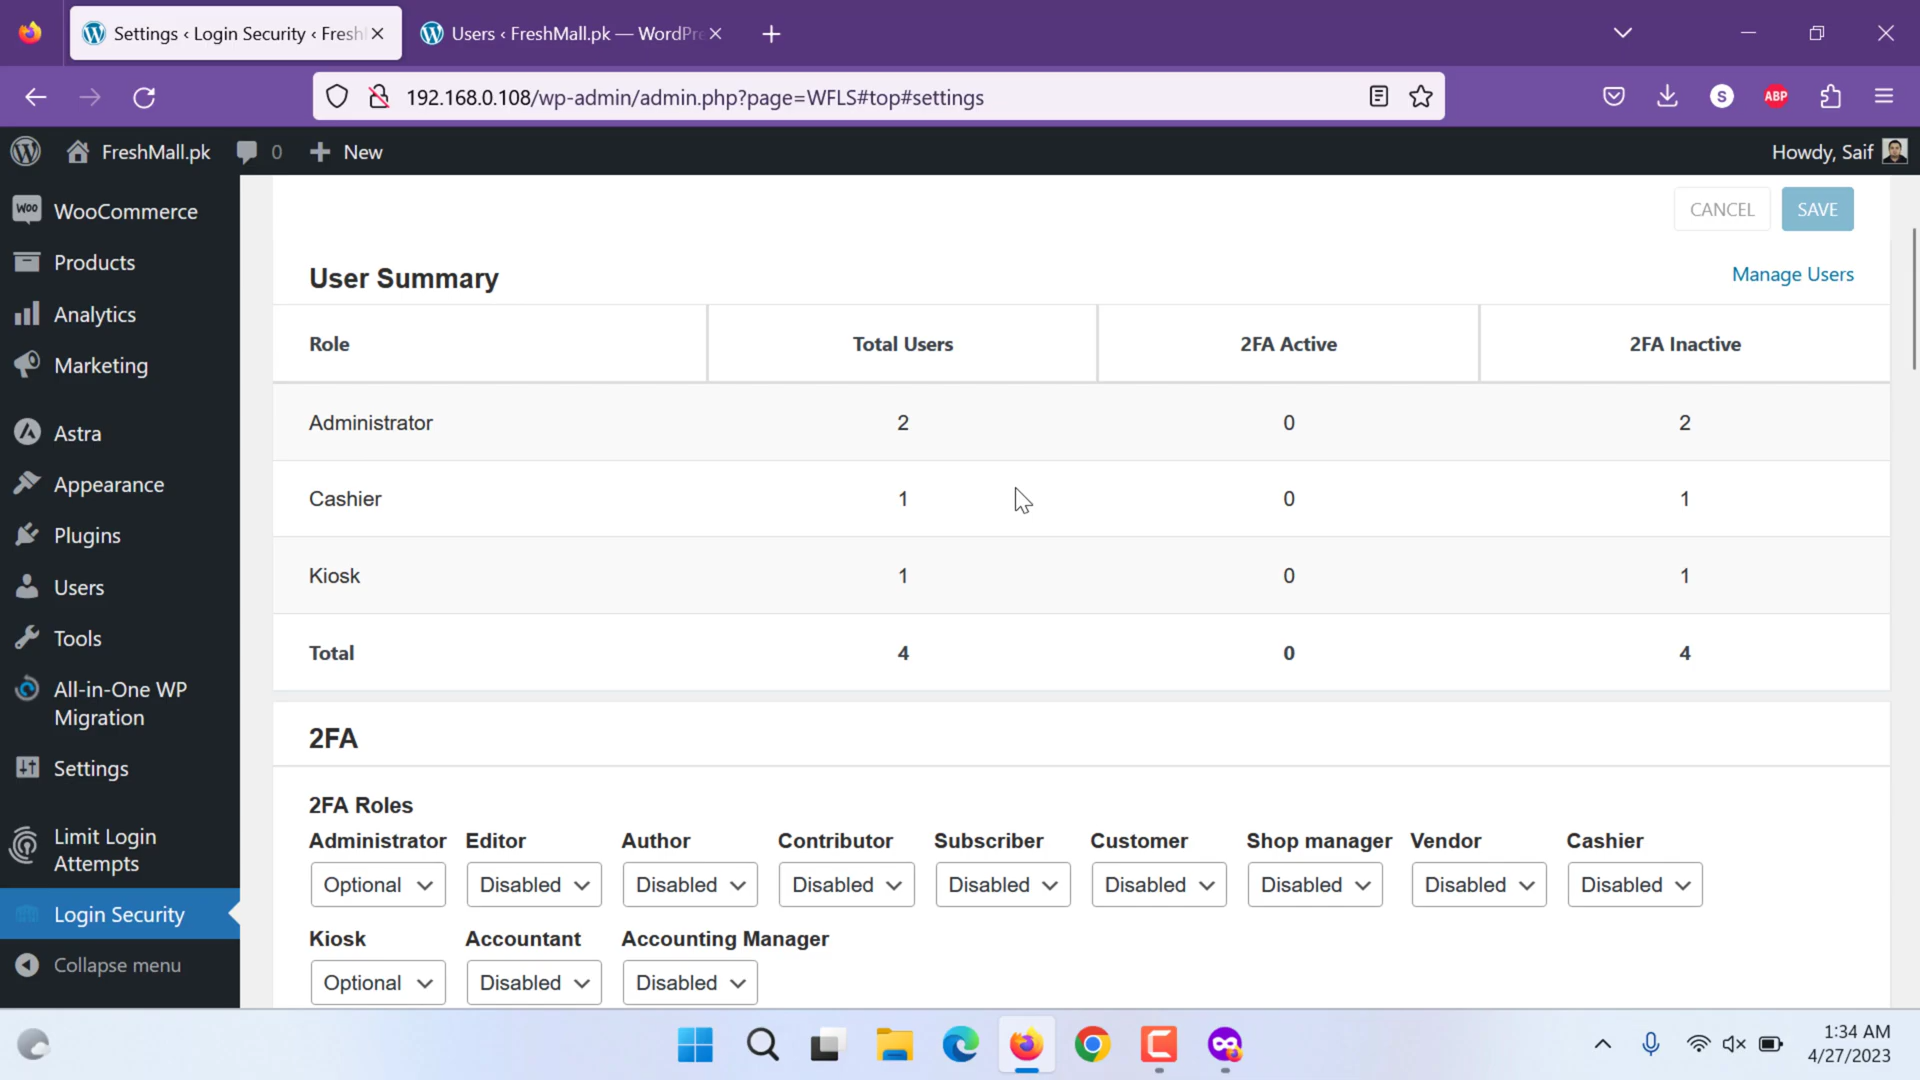 Settings ‹ Login Security ‹ Fresh
Users ‹ FreshMall.pk — WordPr
192.168.0.108/wp-admin/admin.php?page=WFLS#top#settings
S
ABP
FreshMall.pk
0
New
Howdy, Saif
Woo WooCommerce
Products
Analytics
Marketing
Astra
Appearance
Plugins
Users
Tools
All-in-One WP
Migration
Settings
Limit Login
Attempts
Login Security
Collapse menu
CANCEL
SAVE
User Summary
Manage Users
Role Total Users 2FA Active 2FA Inactive
Administrator 2 0 2
Cashier 1 0 1
Kiosk 1 0 1
Total 4 0 4
2FA
2FA Roles
Administrator Editor Author Contributor Subscriber Customer Shop manager Vendor Cashier
Optional Disabled Disabled Disabled Disabled Disabled Disabled Disabled Disabled
Kiosk Accountant Accounting Manager
Optional Disabled Disabled
1:34 AM
4/27/2023